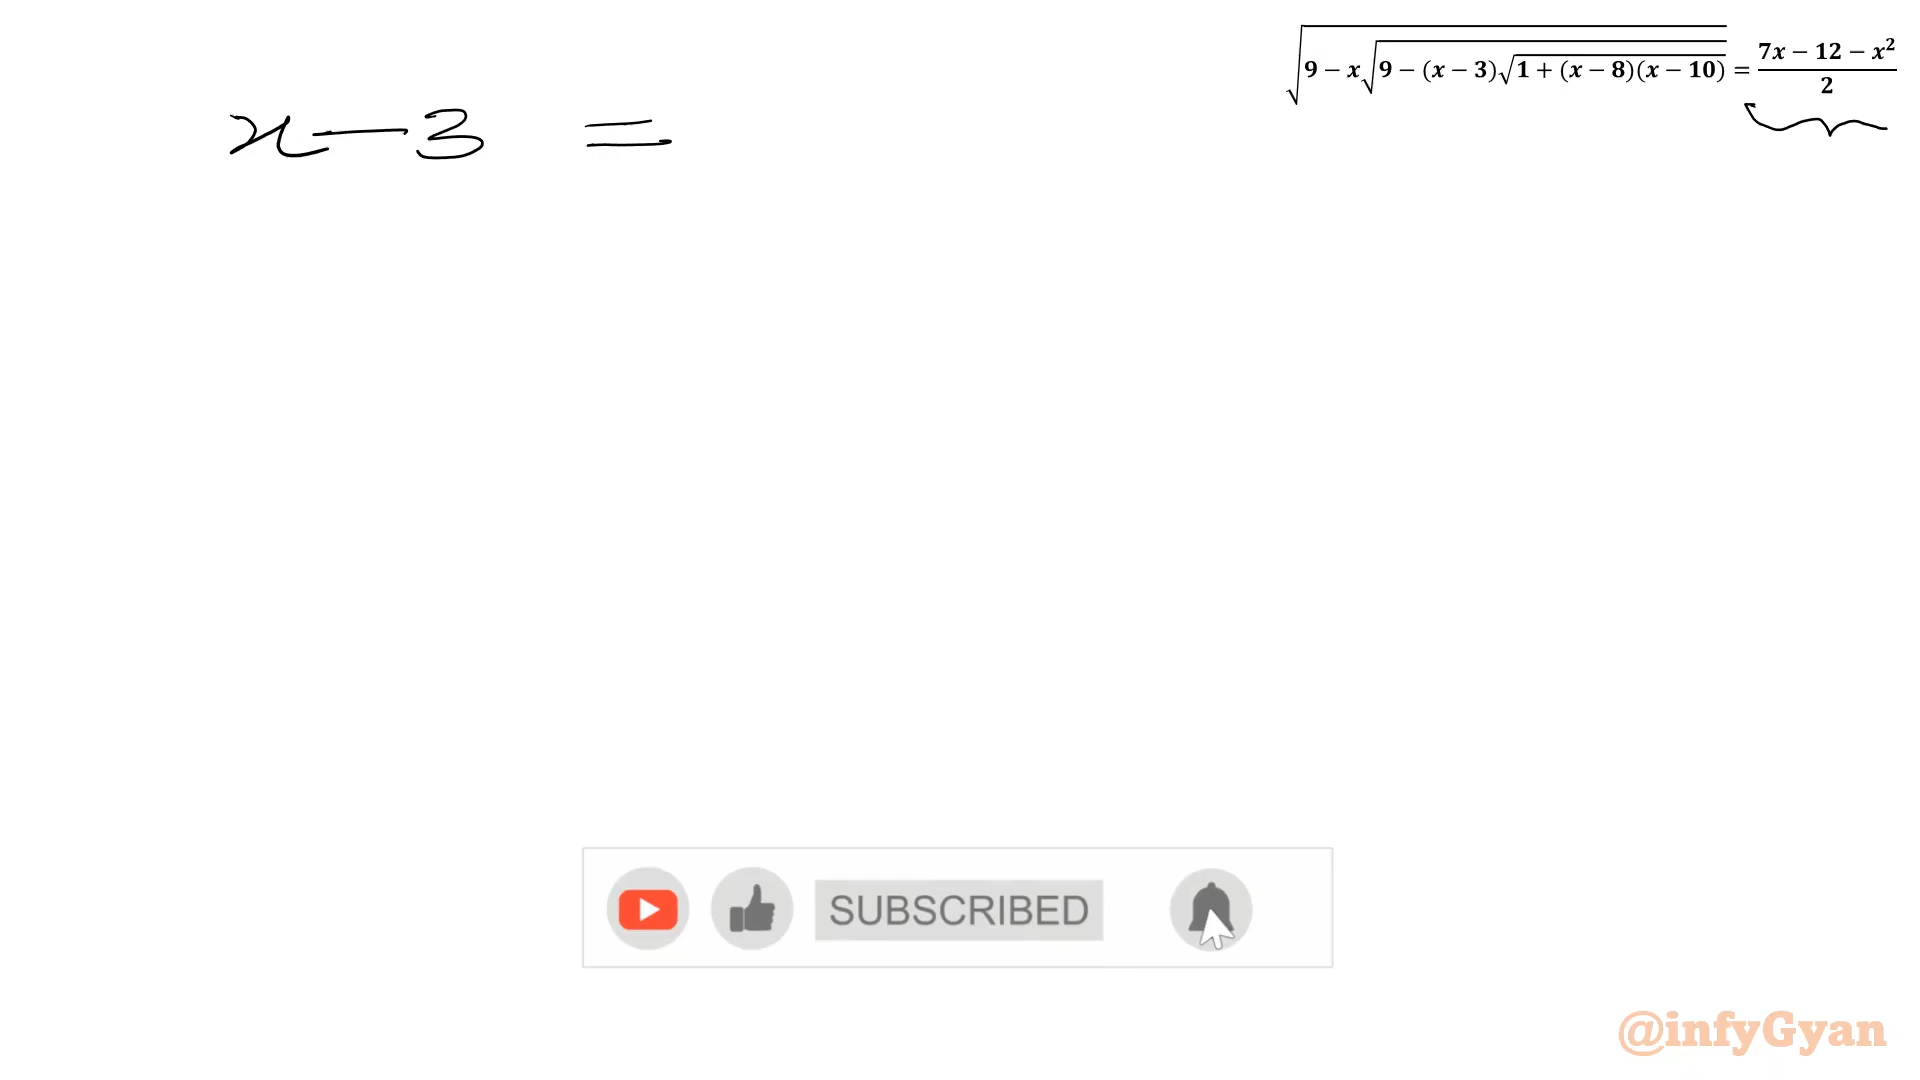 √(9 − x√(9 − (x − 3)√(1 + (x − 8)(x − 10)))) = (7x − 12 − x²)/2
x − 3 =
SUBSCRIBED
@infyGyan